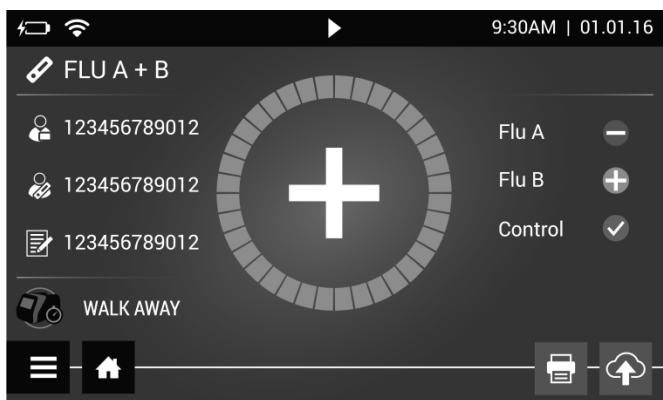 9:30AM | 01.01.16
FLU A + B
123456789012
123456789012
123456789012
WALK AWAY
Flu A
Flu B
Control